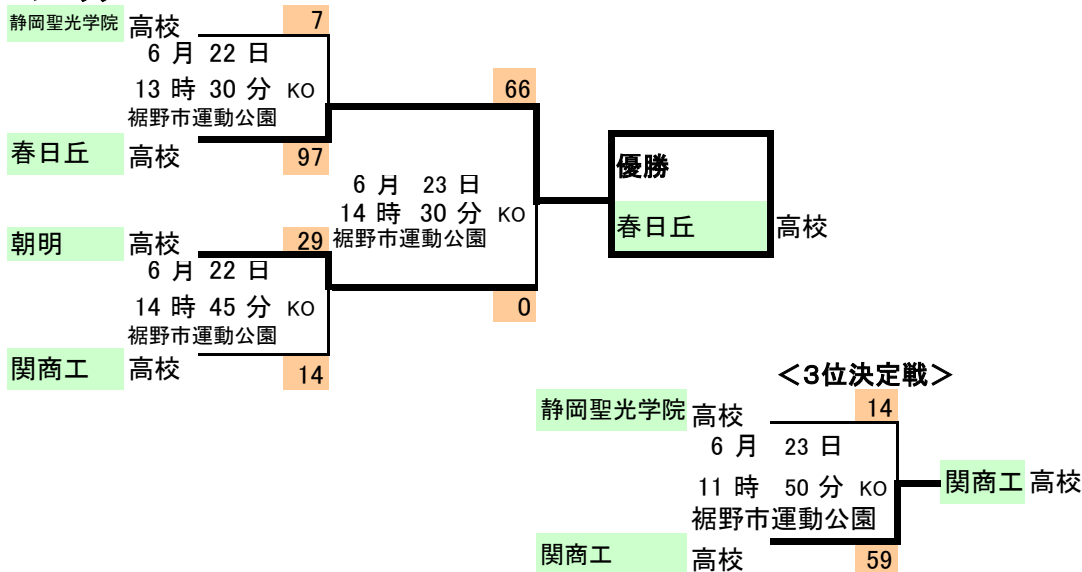 静岡聖光学院 高校 7
6 月 22 日
13 時 30 分 KO
裾野市運動公園
春日丘 高校 97
66
6 月 23 日
14 時 30 分 KO
裾野市運動公園
0
優勝
春日丘 高校
朝明 高校 29
6 月 22 日
14 時 45 分 KO
裾野市運動公園
関商工 高校 14
＜3位決定戦＞
静岡聖光学院 高校 14
6 月 23 日
11 時 50 分 KO
裾野市運動公園
関商工 高校 59
関商工 高校